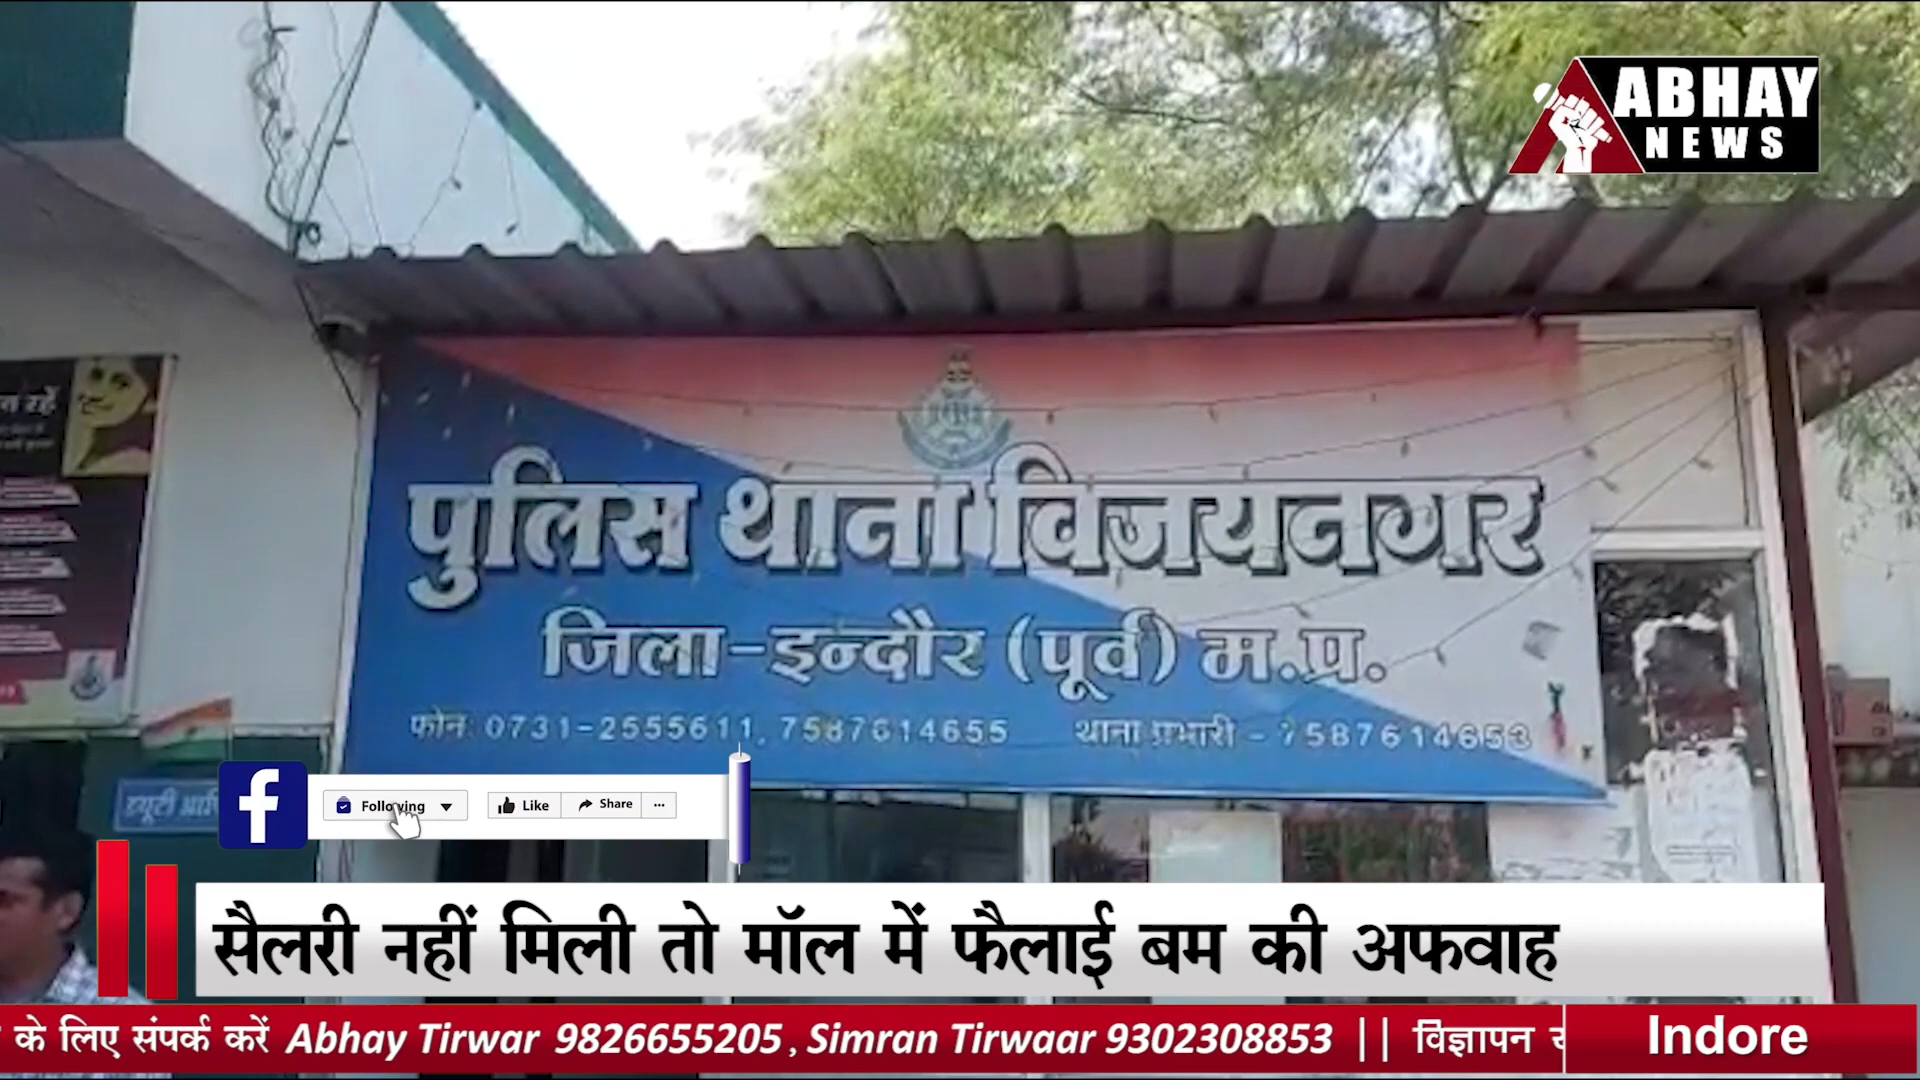 ABHAY
NEWS
त रहें
पुलिस थाना विजयनगर
जिला-इन्दौर (पूर्व) म.प्र.
फोन: 0731-2555611, 7587614655 थाना प्रभारी - 7587614653
ड्यूटी
f Following Like Share ...
सैलरी नहीं मिली तो मॉल में फैलाई बम की अफवाह
के लिए संपर्क करें Abhay Tirwar 9826655205, Simran Tirwaar 9302308853 || विज्ञापन
Indore